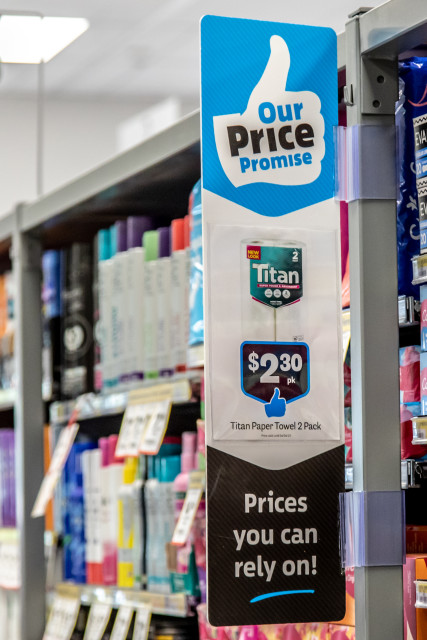 Our
Price
Promise
NEW
LOOK
2
Titan
$2.30
pk
Titan Paper Towel 2 Pack
Prices
you can
rely on!